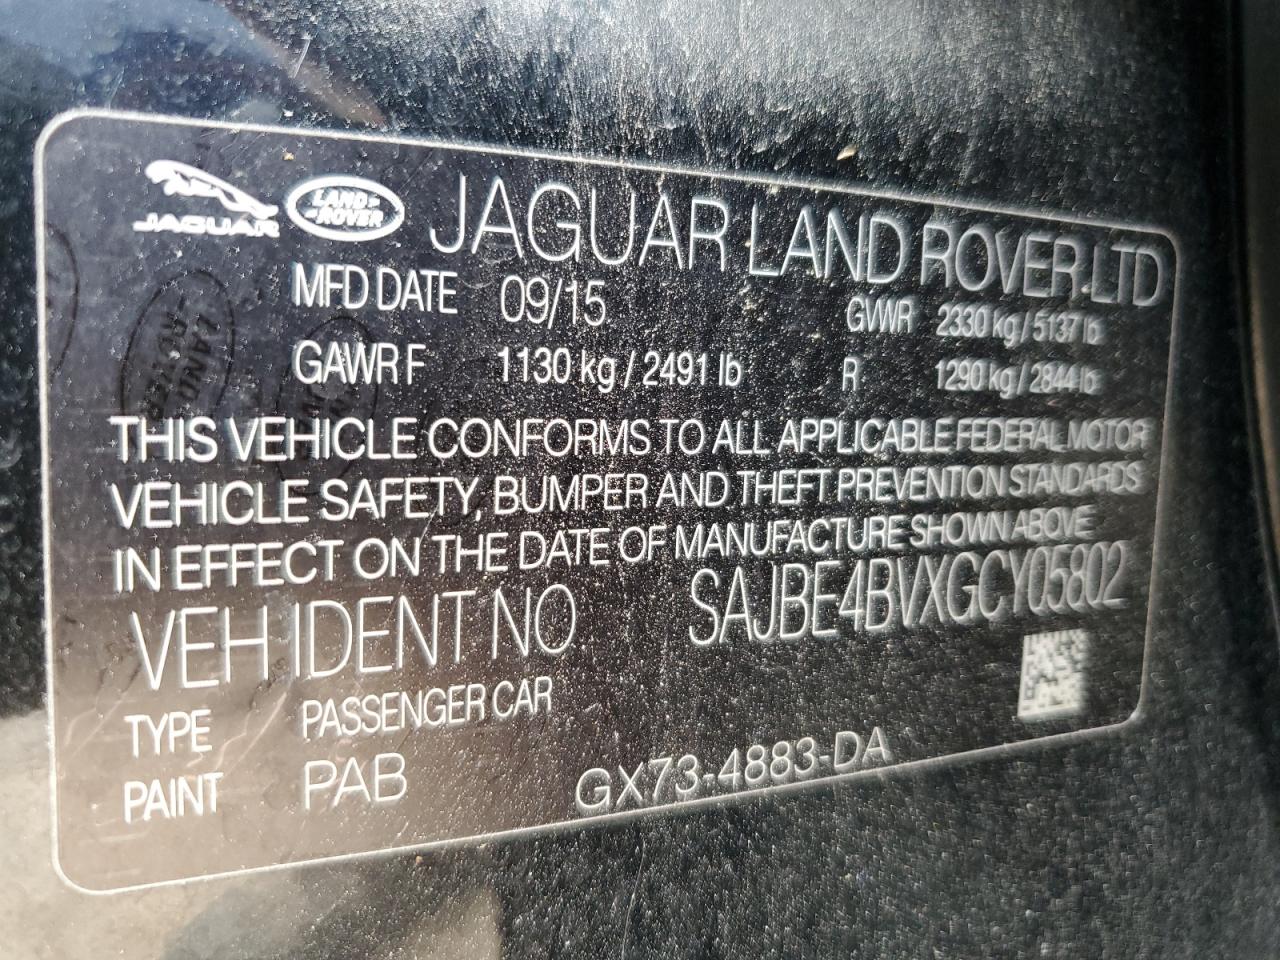 JAGUAR LAND ROVER JAGUAR LAND ROVER LTD
MFD DATE 09/15 GVWR 2330 kg / 5137 lb
GAWR F 1130 kg / 2491 lb R 1290 kg / 2844 lb
THIS VEHICLE CONFORMS TO ALL APPLICABLE FEDERAL MOTOR
VEHICLE SAFETY, BUMPER AND THEFT PREVENTION STANDARDS
IN EFFECT ON THE DATE OF MANUFACTURE SHOWN ABOVE
VEH IDENT NO SAJBE4BVXGCY05802
TYPE PASSENGER CAR
PAINT PAB GX73-4883-DA